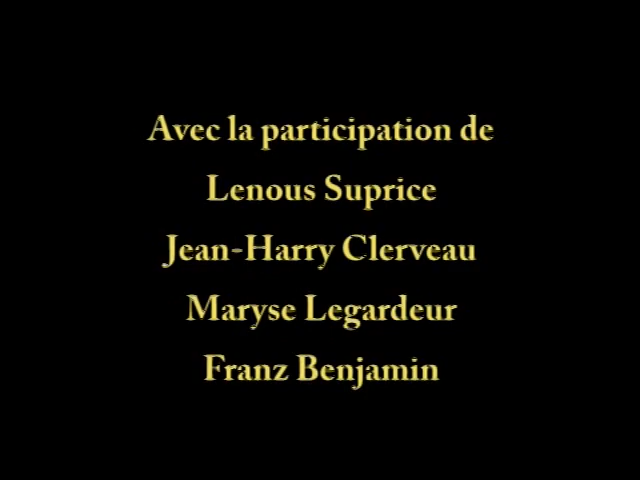 Avec la participation de
Lenous Suprice
Jean-Harry Clerveau
Maryse Legardeur
Franz Benjamin